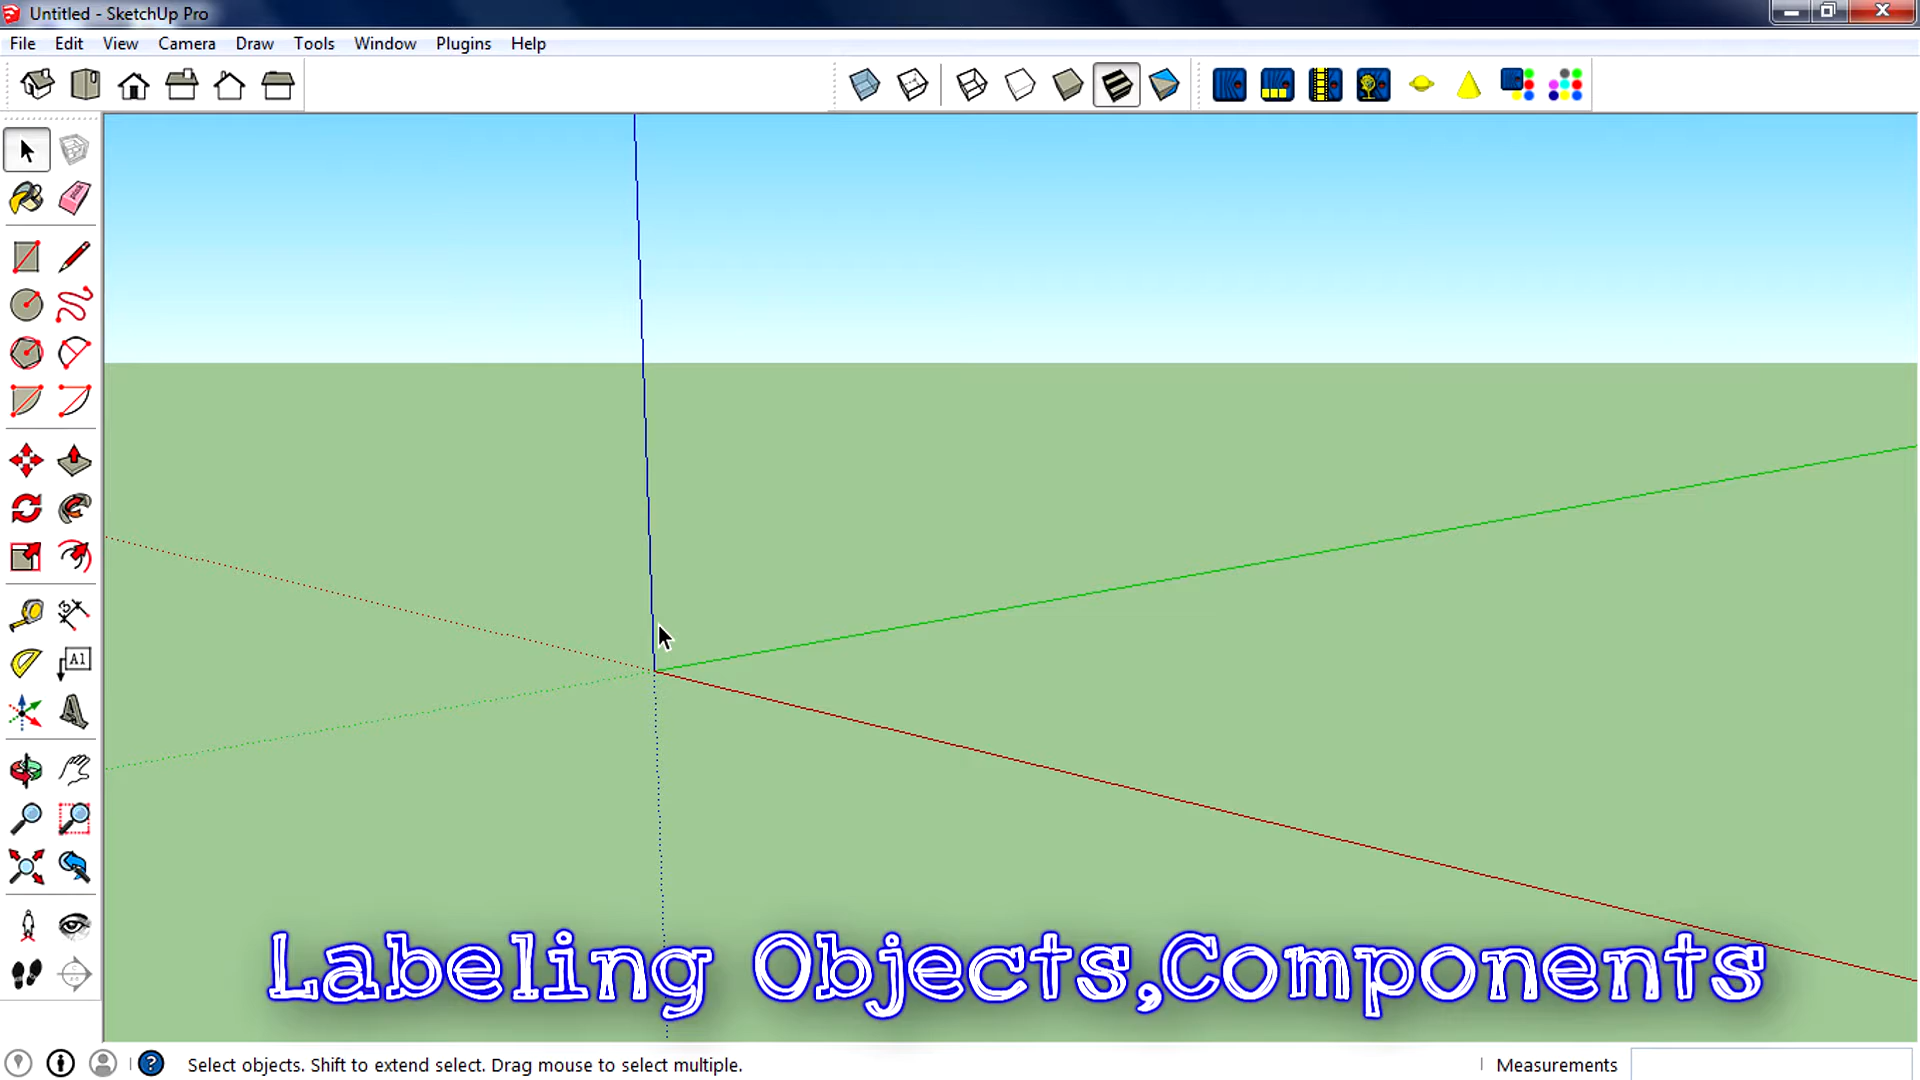 Untitled - SketchUp Pro
File Edit View Camera Draw Tools Window Plugins Help
A1
Labeling Objects,Components
Select objects. Shift to extend select. Drag mouse to select multiple.
Measurements